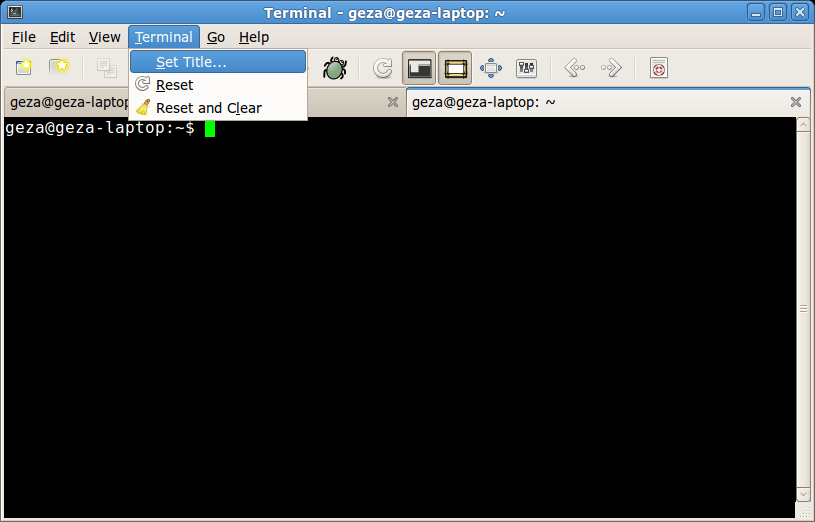 Terminal - geza@geza-laptop: ~
File Edit View Terminal Go Help
Set Title...
Reset
Reset and Clear
geza@geza-laptop
geza@geza-laptop: ~
geza@geza-laptop:~$